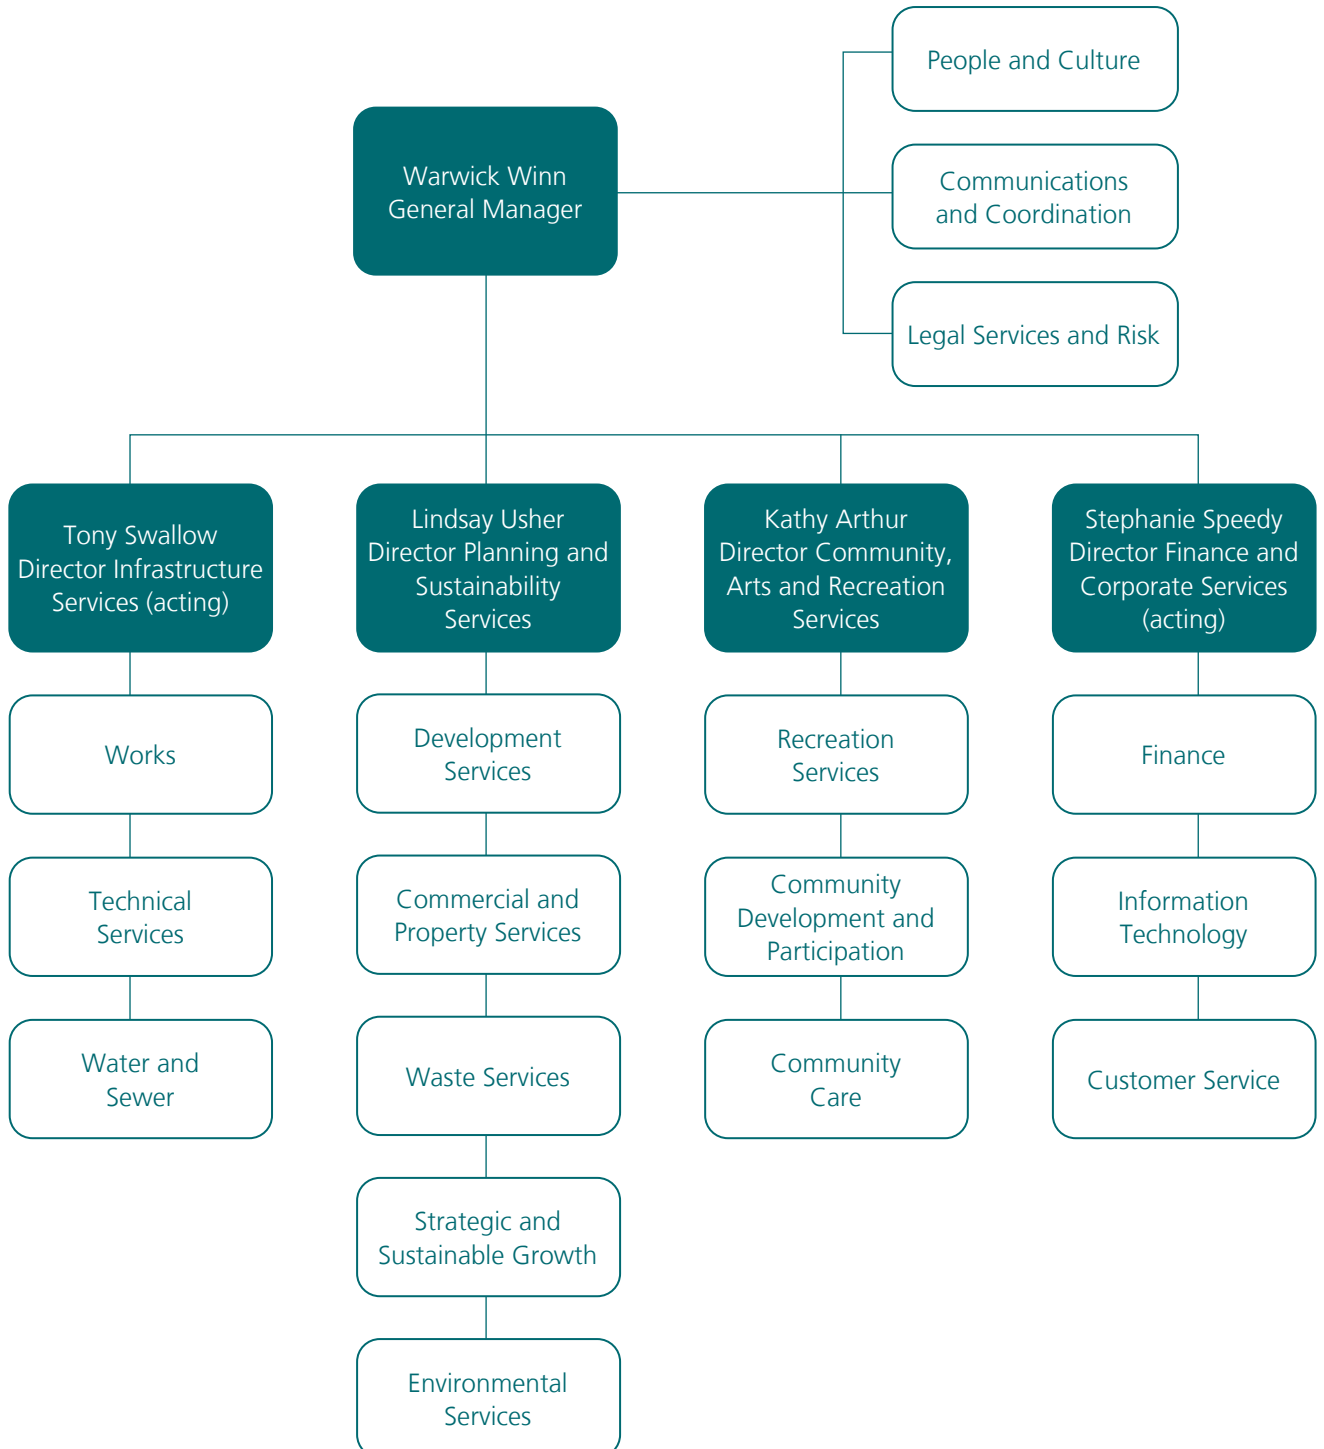 People and Culture
Warwick Winn
General Manager
Communications
and Coordination
Legal Services and Risk
Tony Swallow
Director Infrastructure
Services (acting)
Lindsay Usher
Director Planning and
Sustainability
Services
Kathy Arthur
Director Community,
Arts and Recreation
Services
Stephanie Speedy
Director Finance and
Corporate Services
(acting)
Works
Development
Services
Recreation
Services
Finance
Technical
Services
Commercial and
Property Services
Community
Development and
Participation
Information
Technology
Water and
Sewer
Waste Services
Community
Care
Customer Service
Strategic and
Sustainable Growth
Environmental
Services